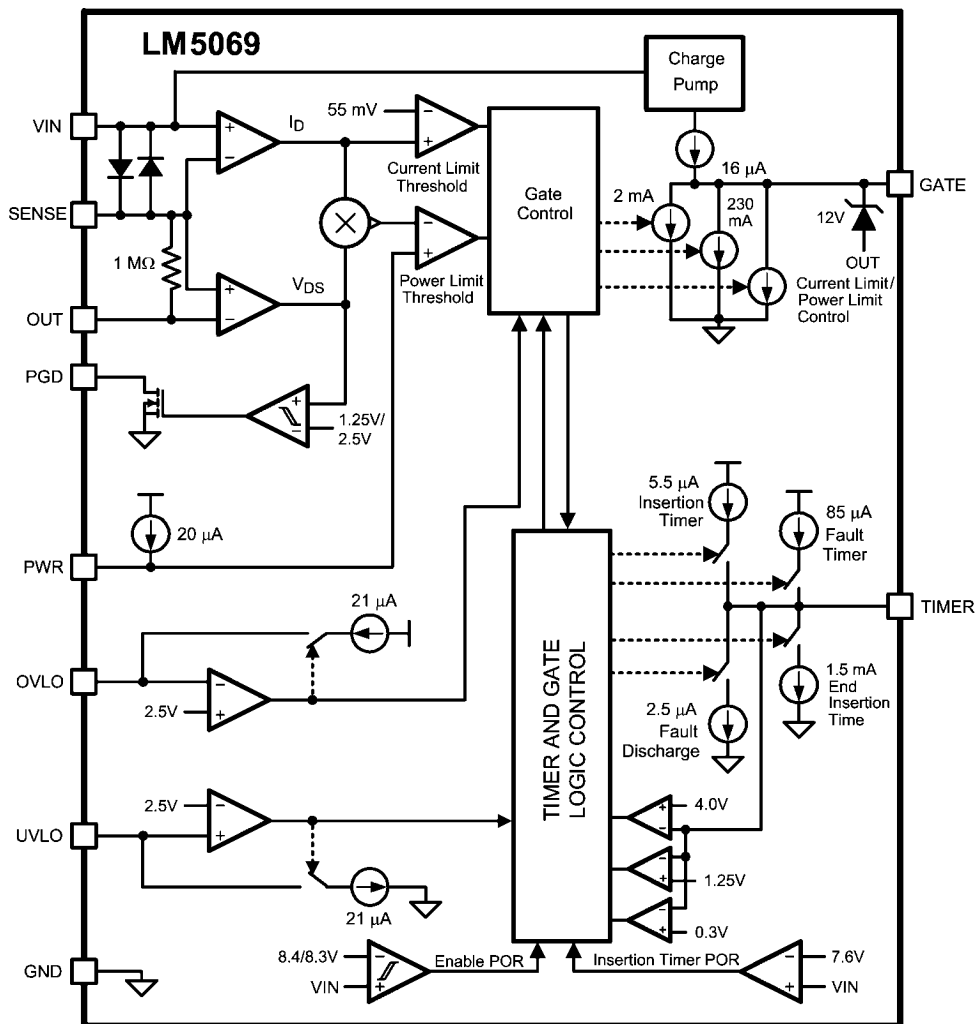 LM5069
Charge
Pump
VIN
55 mV
−
+
+
−
I_D
Current Limit
Threshold
16 μA
GATE
SENSE
Gate
Control
2 mA
230
mA
12V
OUT
Current Limit/
Power Limit
Control
1 MΩ
−
+
Power Limit
Threshold
V_DS
+
−
OUT
PGD
+
−
1.25V/
2.5V
20 μA
PWR
5.5 μA
Insertion
Timer
85 μA
Fault
Timer
TIMER
21 μA
OVLO
−
2.5V
+
TIMER AND GATE
LOGIC CONTROL
2.5 μA
Fault
Discharge
1.5 mA
End
Insertion
Time
2.5V
−
+
UVLO
21 μA
+
4.0V
−
−
+
1.25V
−
+
0.3V
GND
8.4/8.3V
−
VIN
+
Enable POR
Insertion Timer POR
−
7.6V
+
VIN